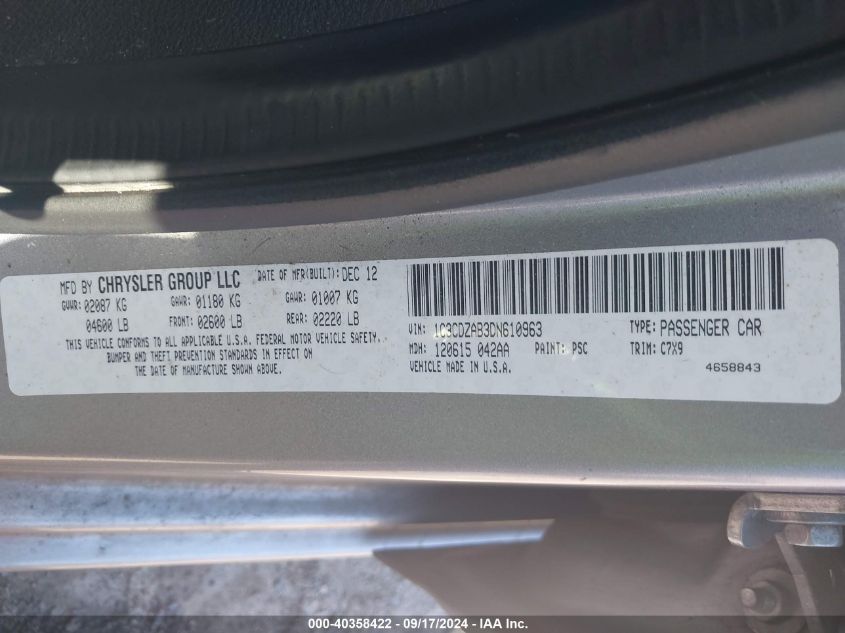 MFD BY CHRYSLER GROUP LLC DATE OF MFR(BUILT): DEC 12
GVWR: 02087 KG GAWR: 01180 KG GAWR: 01007 KG
04600 LB FRONT: 02600 LB REAR: 02220 LB
THIS VEHICLE CONFORMS TO ALL APPLICABLE U.S.A. FEDERAL MOTOR VEHICLE SAFETY,
BUMPER AND THEFT PREVENTION STANDARDS IN EFFECT ON
THE DATE OF MANUFACTURE SHOWN ABOVE.
VIN: 1C3CDZAB3DN610963 TYPE: PASSENGER CAR
MDH: 120615 042AA PAINT: PSC TRIM: C7X9
VEHICLE MADE IN U.S.A. 4658843
000-40358422 - 09/17/2024 - IAA Inc.